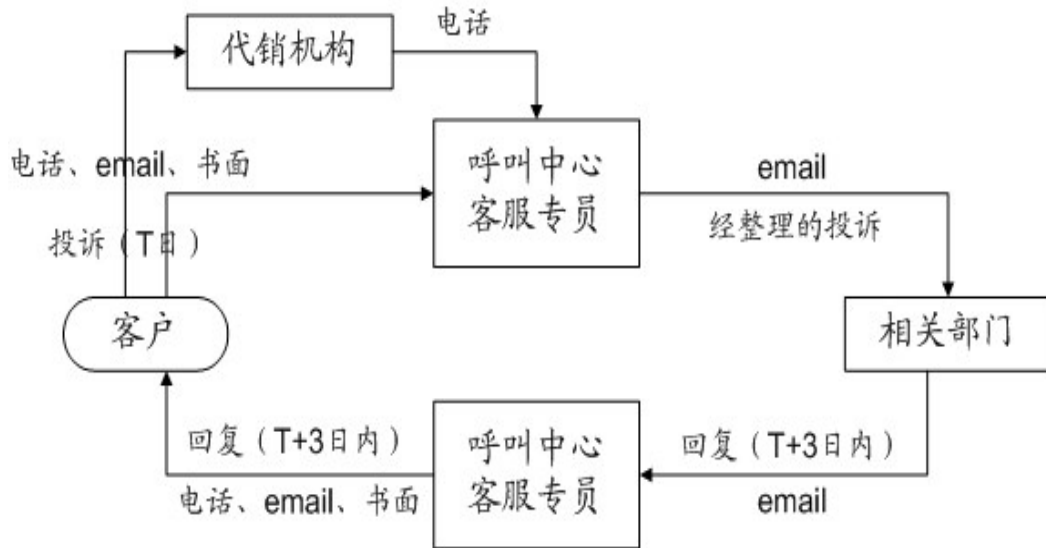 电话
代销机构
电话、email、书面
呼叫中心
客服专员
email
投诉（T日）
经整理的投诉
客户
相关部门
回复（T+3日内）
呼叫中心
客服专员
回复（T+3日内）
电话、email、书面
email